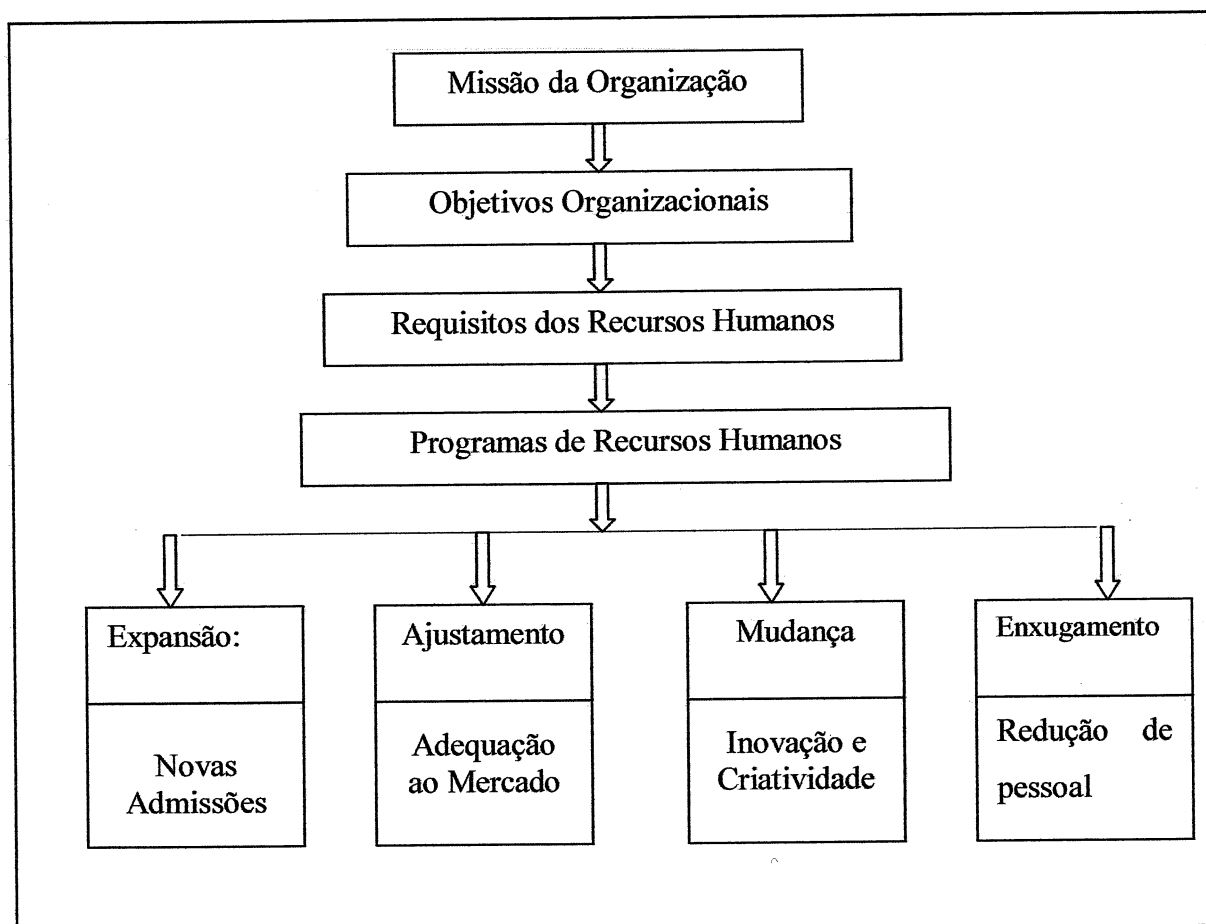 Missão da Organização
Objetivos Organizacionais
Requisitos dos Recursos Humanos
Programas de Recursos Humanos
Expansão:
Novas
Admissões
Ajustamento
Adequação
ao Mercado
Mudança
Inovação e
Criatividade
Enxugamento
Redução de
pessoal